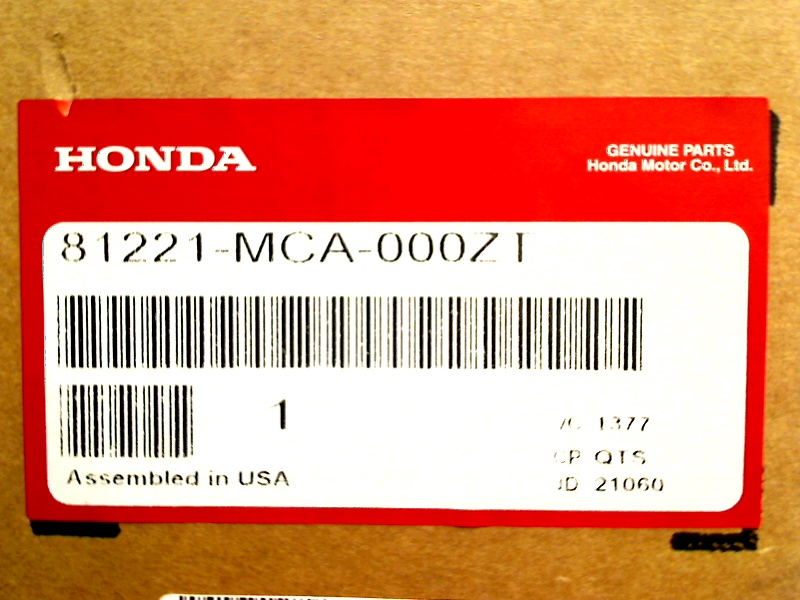 HONDA
GENUINE PARTS
Honda Motor Co., Ltd.
81221-MCA-000ZT
1
1377
QTS
Assembled in USA
21060